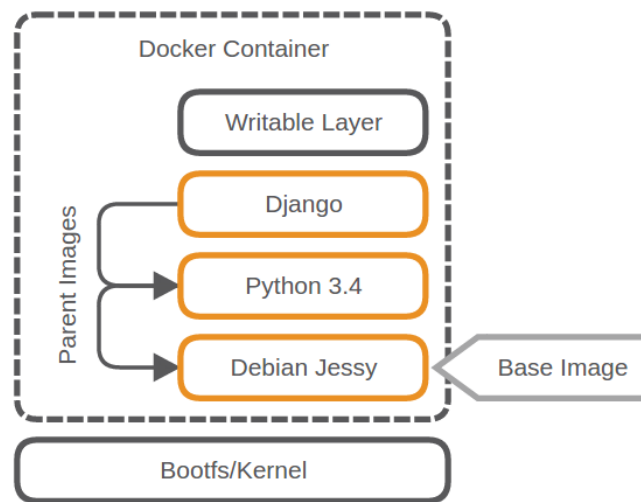 Docker Container
Writable Layer
Django
Parent Images
Python 3.4
Debian Jessy
Base Image
Bootfs/Kernel